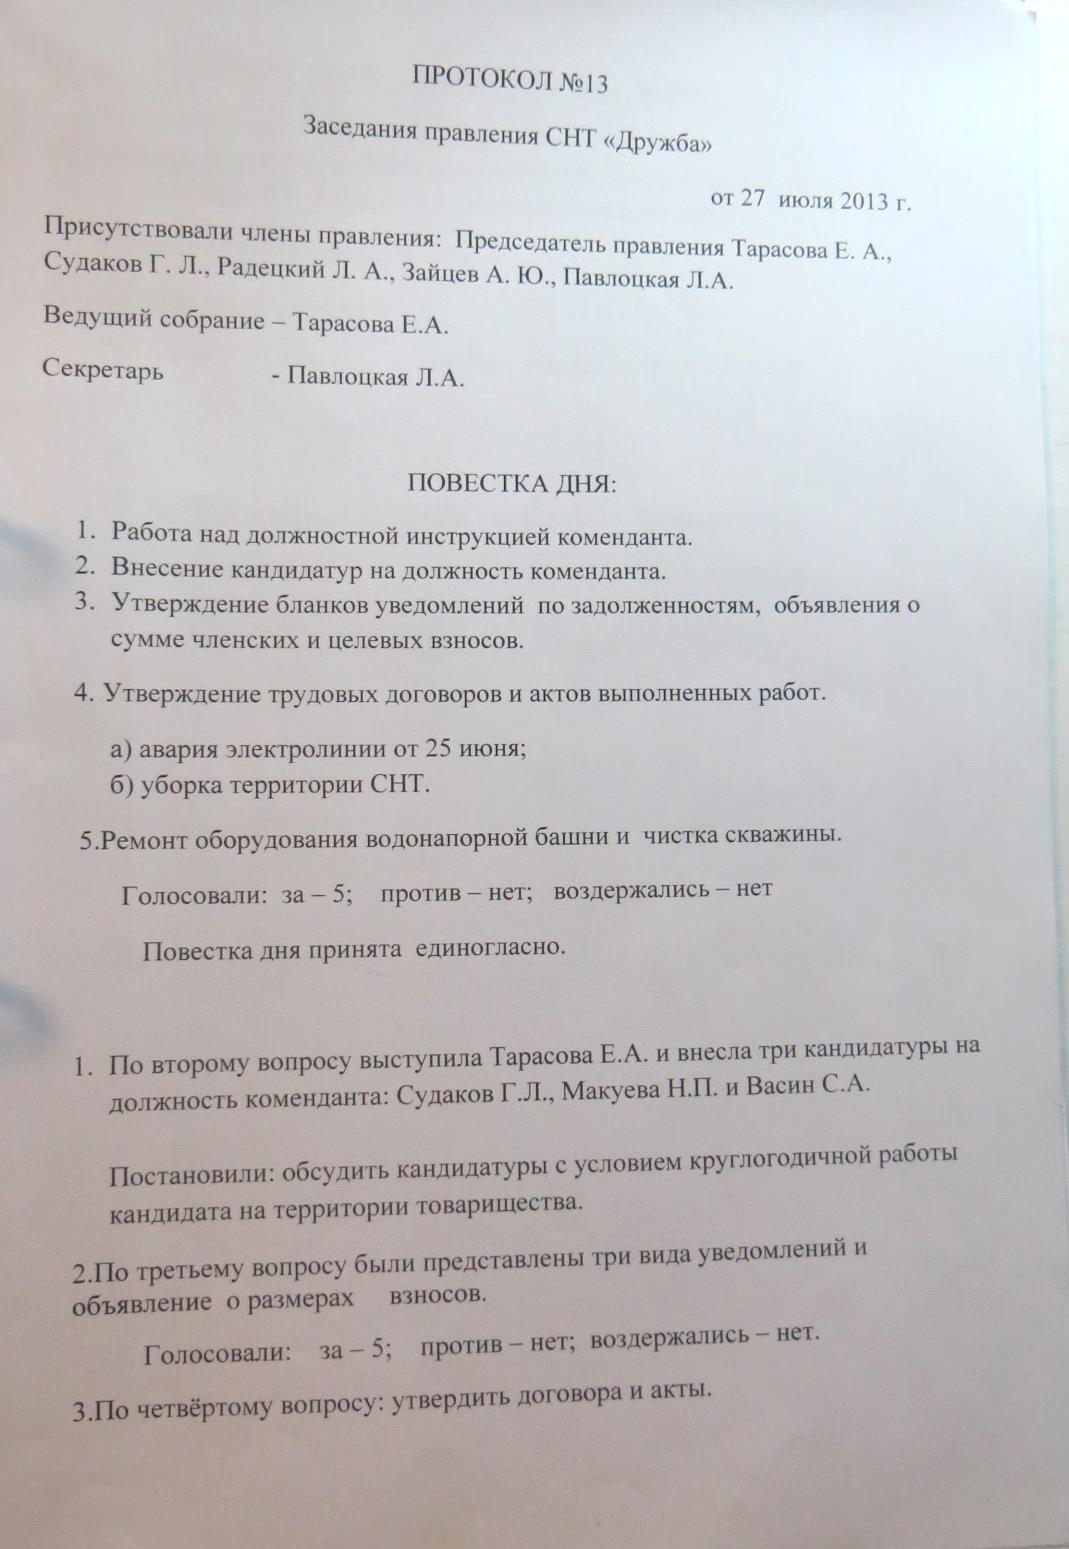 ПРОТОКОЛ №13
Заседания правления СНТ «Дружба»
от 27 июля 2013 г.
Присутствовали члены правления: Председатель правления Тарасова Е. А.,
Судаков Г. Л., Радецкий Л. А., Зайцев А. Ю., Павлоцкая Л.А.
Ведущий собрание – Тарасова Е.А.
Секретарь - Павлоцкая Л.А.
ПОВЕСТКА ДНЯ:
1. Работа над должностной инструкцией коменданта.
2. Внесение кандидатур на должность коменданта.
3. Утверждение бланков уведомлений по задолженностям, объявления о
сумме членских и целевых взносов.
4. Утверждение трудовых договоров и актов выполненных работ.
а) авария электролинии от 25 июня;
б) уборка территории СНТ.
5.Ремонт оборудования водонапорной башни и чистка скважины.
Голосовали: за – 5; против – нет; воздержались – нет
Повестка дня принята единогласно.
1. По второму вопросу выступила Тарасова Е.А. и внесла три кандидатуры на
должность коменданта: Судаков Г.Л., Макуева Н.П. и Васин С.А.
Постановили: обсудить кандидатуры с условием круглогодичной работы
кандидата на территории товарищества.
2.По третьему вопросу были представлены три вида уведомлений и
объявление о размерах взносов.
Голосовали: за – 5; против – нет; воздержались – нет.
3.По четвёртому вопросу: утвердить договора и акты.